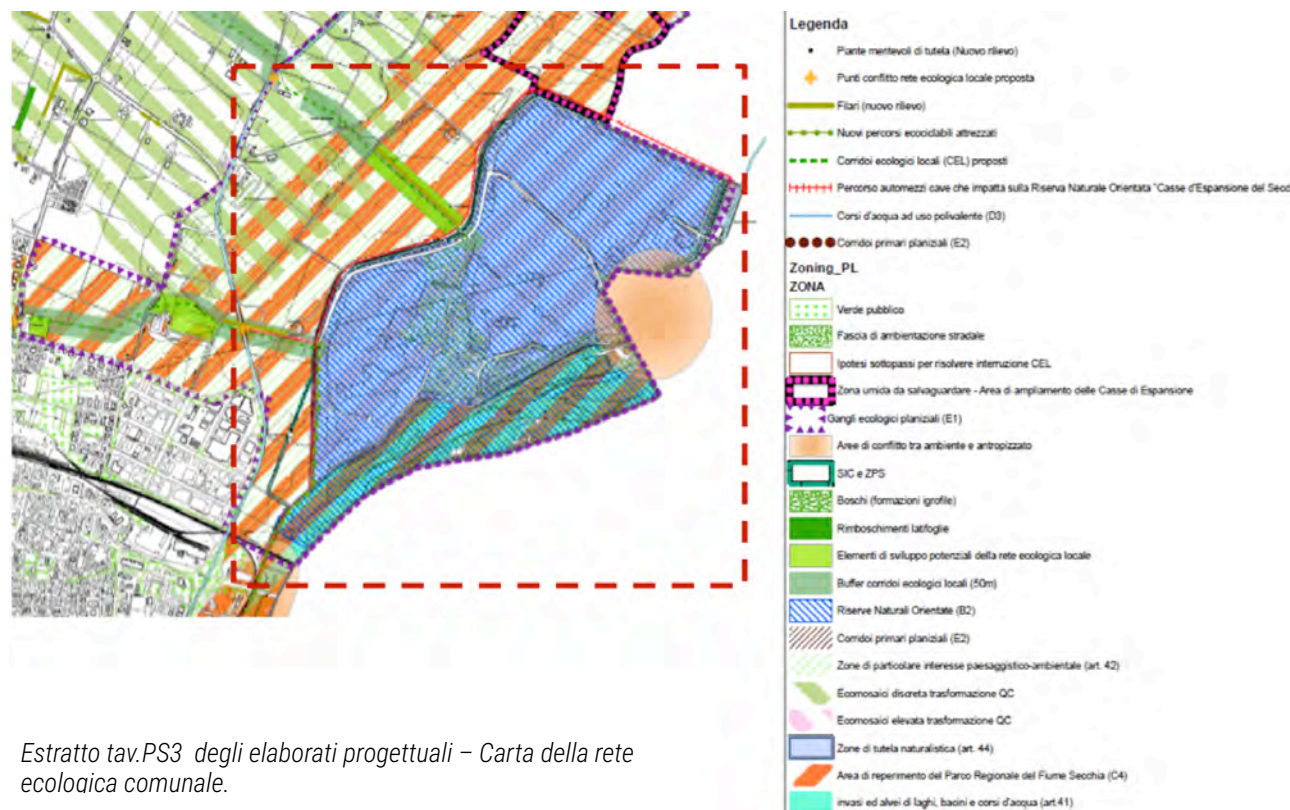 Legenda
Piante meritevoli di tutela (Nuovo rilievo)
Punti conflitto rete ecologica locale proposta
Filari (nuovo rilievo)
Nuovi percorsi ecociclabili attrezzati
Corridoi ecologici locali (CEL) proposti
Percorso automezzi cave che impatta sulla Riserva Naturale Orientata "Casse d'Espansione del Secc
Corsi d'acqua ad uso polivalente (D3)
Corridoi primari planiziali (E2)
Zoning_PL
ZONA
Verde pubblico
Fascia di ambientazione stradale
Ipotesi sottopassi per risolvere interruzione CEL
Zona umida da salvaguardare - Area di ampliamento delle Casse di Espansione
Gangli ecologici planiziali (E1)
Aree di conflitto tra ambiente e antropizzato
SIC e ZPS
Boschi (formazioni igrofile)
Rimboschimenti latifoglie
Elementi di sviluppo potenziali della rete ecologica locale
Buffer corridoi ecologici locali (50m)
Riserve Naturali Orientate (B2)
Corridoi primari planiziali (E2)
Zone di particolare interesse paesaggistico-ambientale (art. 42)
Ecomosaici discreta trasformazione QC
Ecomosaici elevata trasformazione QC
Zone di tutela naturalistica (art. 44)
Area di reperimento del Parco Regionale del Fiume Secchia (C4)
invasi ed alvei di laghi, bacini e corsi d'acqua (art.41)
Estratto tav.PS3 degli elaborati progettuali – Carta della rete
ecologica comunale.